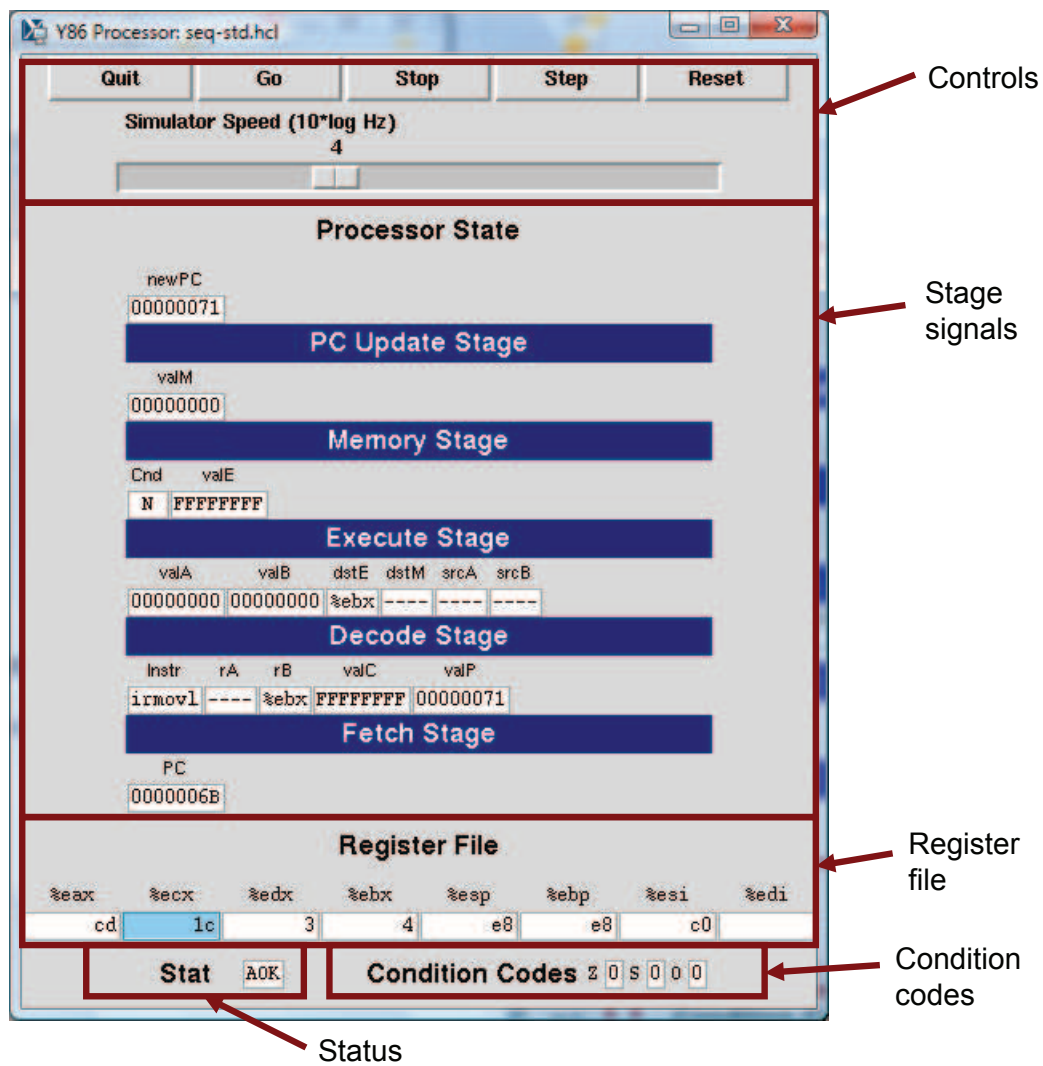 Y86 Processor: seq-std.hcl
Quit Go Stop Step Reset
Controls
Simulator Speed (10*log Hz)
4
Processor State
newPC
00000071
Stage
signals
PC Update Stage
valM
00000000
Memory Stage
Cnd valE
N FFFFFFFF
Execute Stage
valA valB dstE dstM srcA srcB
00000000 00000000 %ebx ---- ---- ----
Decode Stage
Instr rA rB valC valP
irmovl ---- %ebx FFFFFFFF 00000071
Fetch Stage
PC
0000006B
Register File
Register
file
%eax %ecx %edx %ebx %esp %ebp %esi %edi
cd 1c 3 4 e8 e8 c0
Stat AOK Condition Codes Z 0 S 0 O 0
Condition
codes
Status